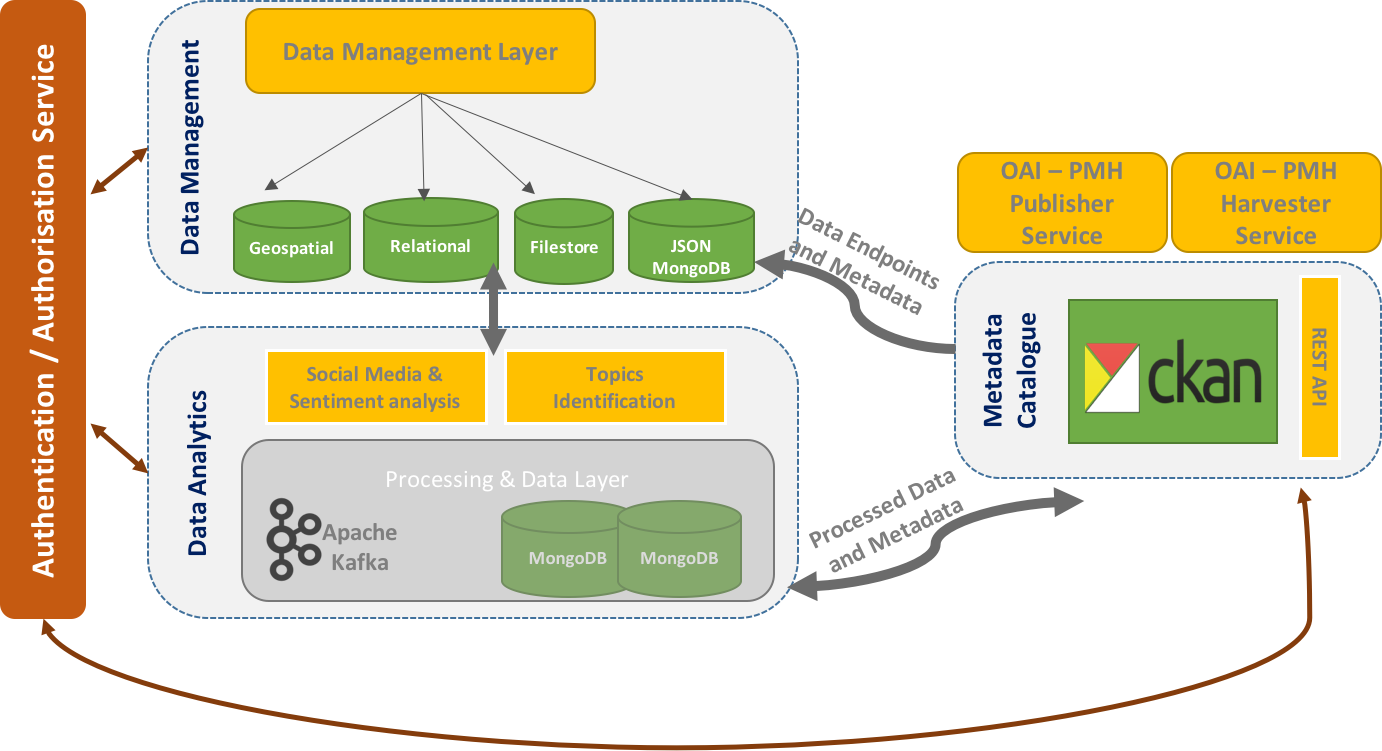 Authentication / Authorisation Service
Data Management
Data Management Layer
Geospatial
Relational
Filestore
JSON
MongoDB
Data Endpoints
and Metadata
OAI – PMH
Publisher
Service
OAI – PMH
Harvester
Service
Metadata
Catalogue
ckan
REST API
Data Analytics
Social Media &
Sentiment analysis
Topics
Identification
Processing & Data Layer
Apache
Kafka
MongoDB
MongoDB
Processed Data
and Metadata